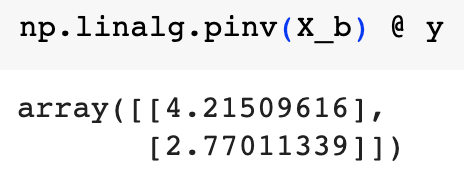 np.linalg.pinv(X_b) @ y
array([[4.21509616],
       [2.77011339]])